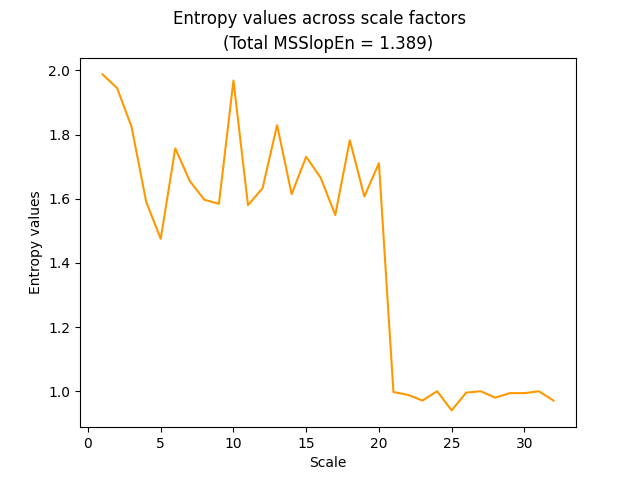 Entropy values across scale factors
(Total MSSlopEn = 1.389)
2.0
1.8
1.6
1.4
1.2
1.0
Entropy values
0 5 10 15 20 25 30
Scale